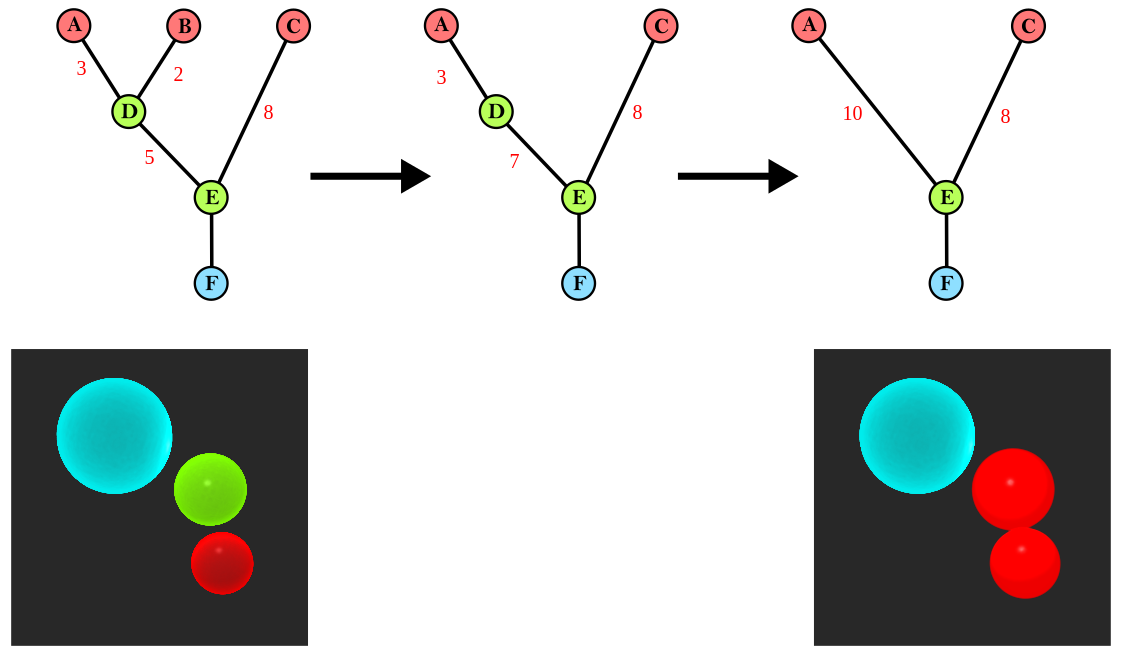 A B C A C A C
3 2 3
8 8 10 8
D D
5 7
E E E
F F F